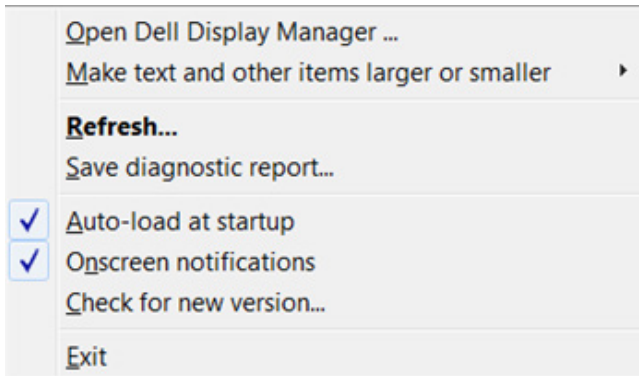 Open Dell Display Manager ...
Make text and other items larger or smaller
Refresh...
Save diagnostic report...
Auto-load at startup
Onscreen notifications
Check for new version...
Exit